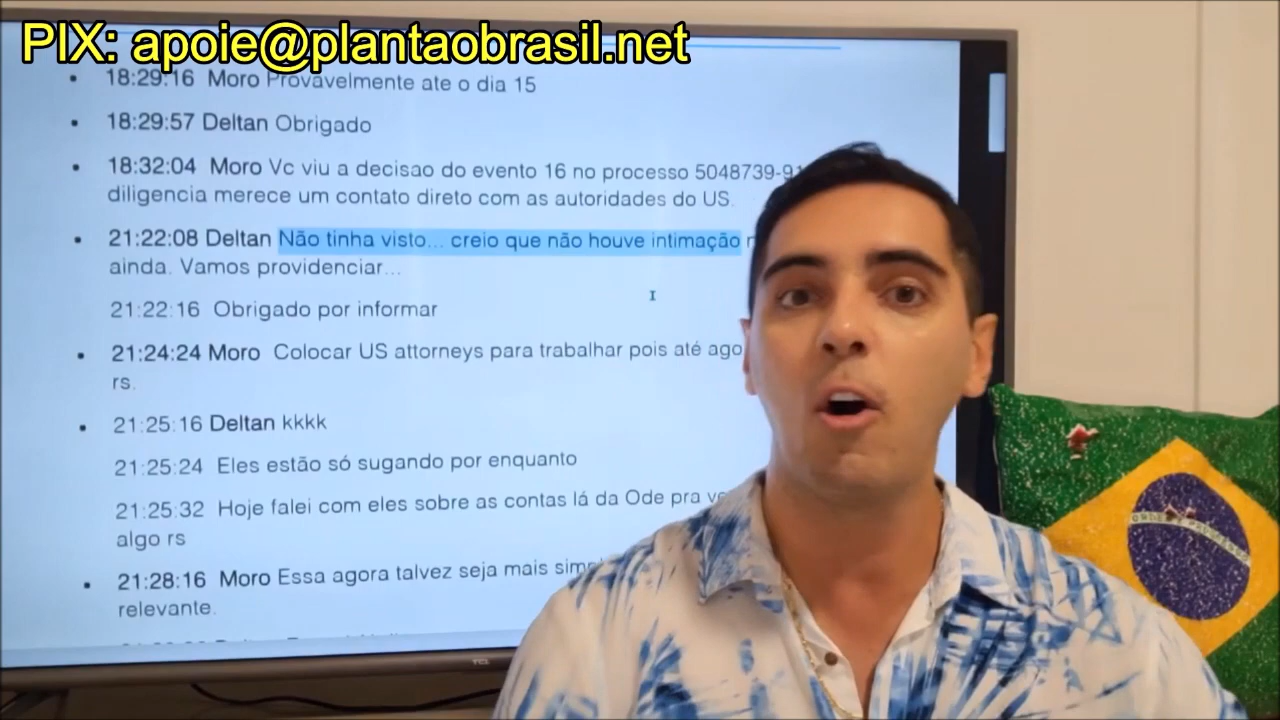 PIX: apoie@plantaobrasil.net
18:29:16 Moro Provavelmente ate o dia 15
18:29:57 Deltan Obrigado
18:32:04 Moro Vc viu a decisao do evento 16 no processo
diligencia merece um contato direto com as autoridades do US.
21:22:08 Deltan Não tinha visto... creio que não houve intimação
ainda. Vamos providenciar...
21:22:16 Obrigado por informar
21:24:24 Moro Colocar US attorneys para trabalhar pois até
rs.
21:25:16 Deltan kkkk
21:25:24 Eles estão só sugando por enquanto
21:25:32 Hoje falei com eles sobre as contas lá da Ode pra
algo rs
21:28:16 Moro Essa agora talvez seja mais
relevante.
TCL